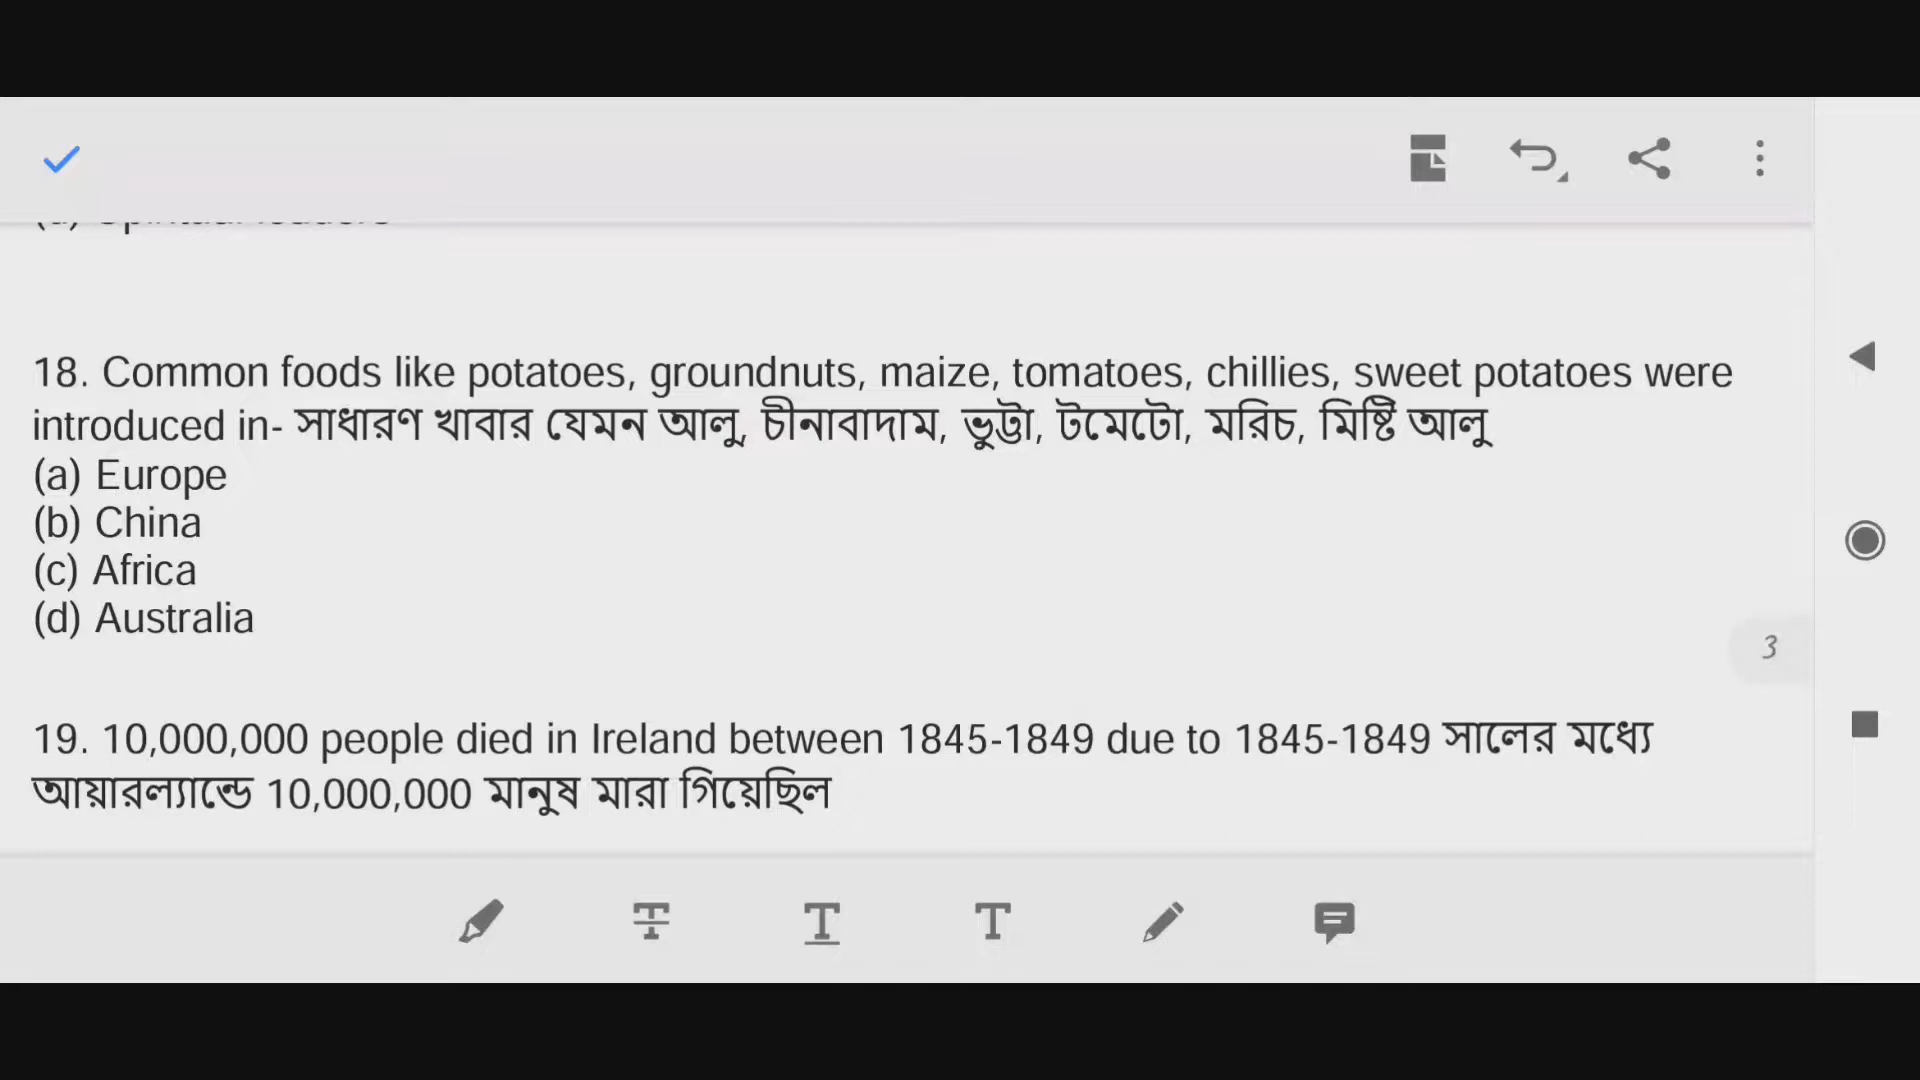 18. Common foods like potatoes, groundnuts, maize, tomatoes, chillies, sweet potatoes were
introduced in- সাধারণ খাবার যেমন আলু, চীনাবাদাম, ভুট্টা, টমেটো, মরিচ, মিষ্টি আলু
(a) Europe
(b) China
(c) Africa
(d) Australia
3
19. 10,000,000 people died in Ireland between 1845-1849 due to 1845-1849 সালের মধ্যে
আয়ারল্যান্ডে 10,000,000 মানুষ মারা গিয়েছিল